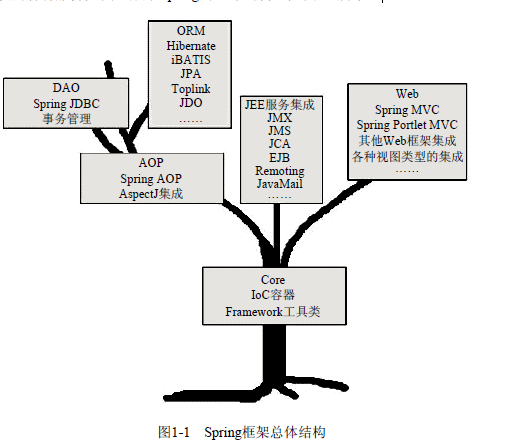 ORM
Hibernate
iBATIS
JPA
Toplink
JDO
……
DAO
Spring JDBC
事务管理
JEE服务集成
JMX
JMS
JCA
EJB
Remoting
JavaMail
……
Web
Spring MVC
Spring Portlet MVC
其他Web框架集成
各种视图类型的集成
……
AOP
Spring AOP
AspectJ集成
Core
IoC容器
Framework工具类
图1-1 Spring框架总体结构